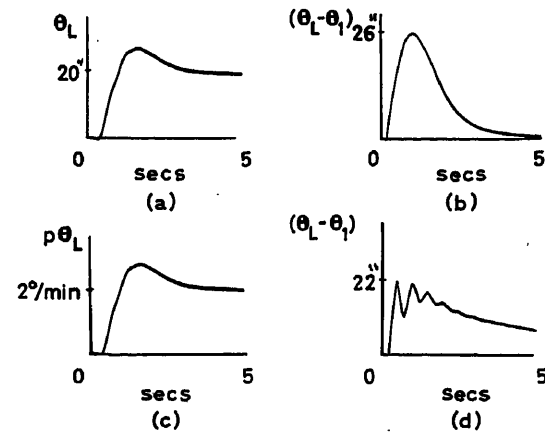 θL
20"
0
5
secs
(a)
(θL-θ1)
26"
0
5
secs
(b)
pθL
2°/min
0
5
secs
(c)
(θL-θ1)
22"
0
5
secs
(d)